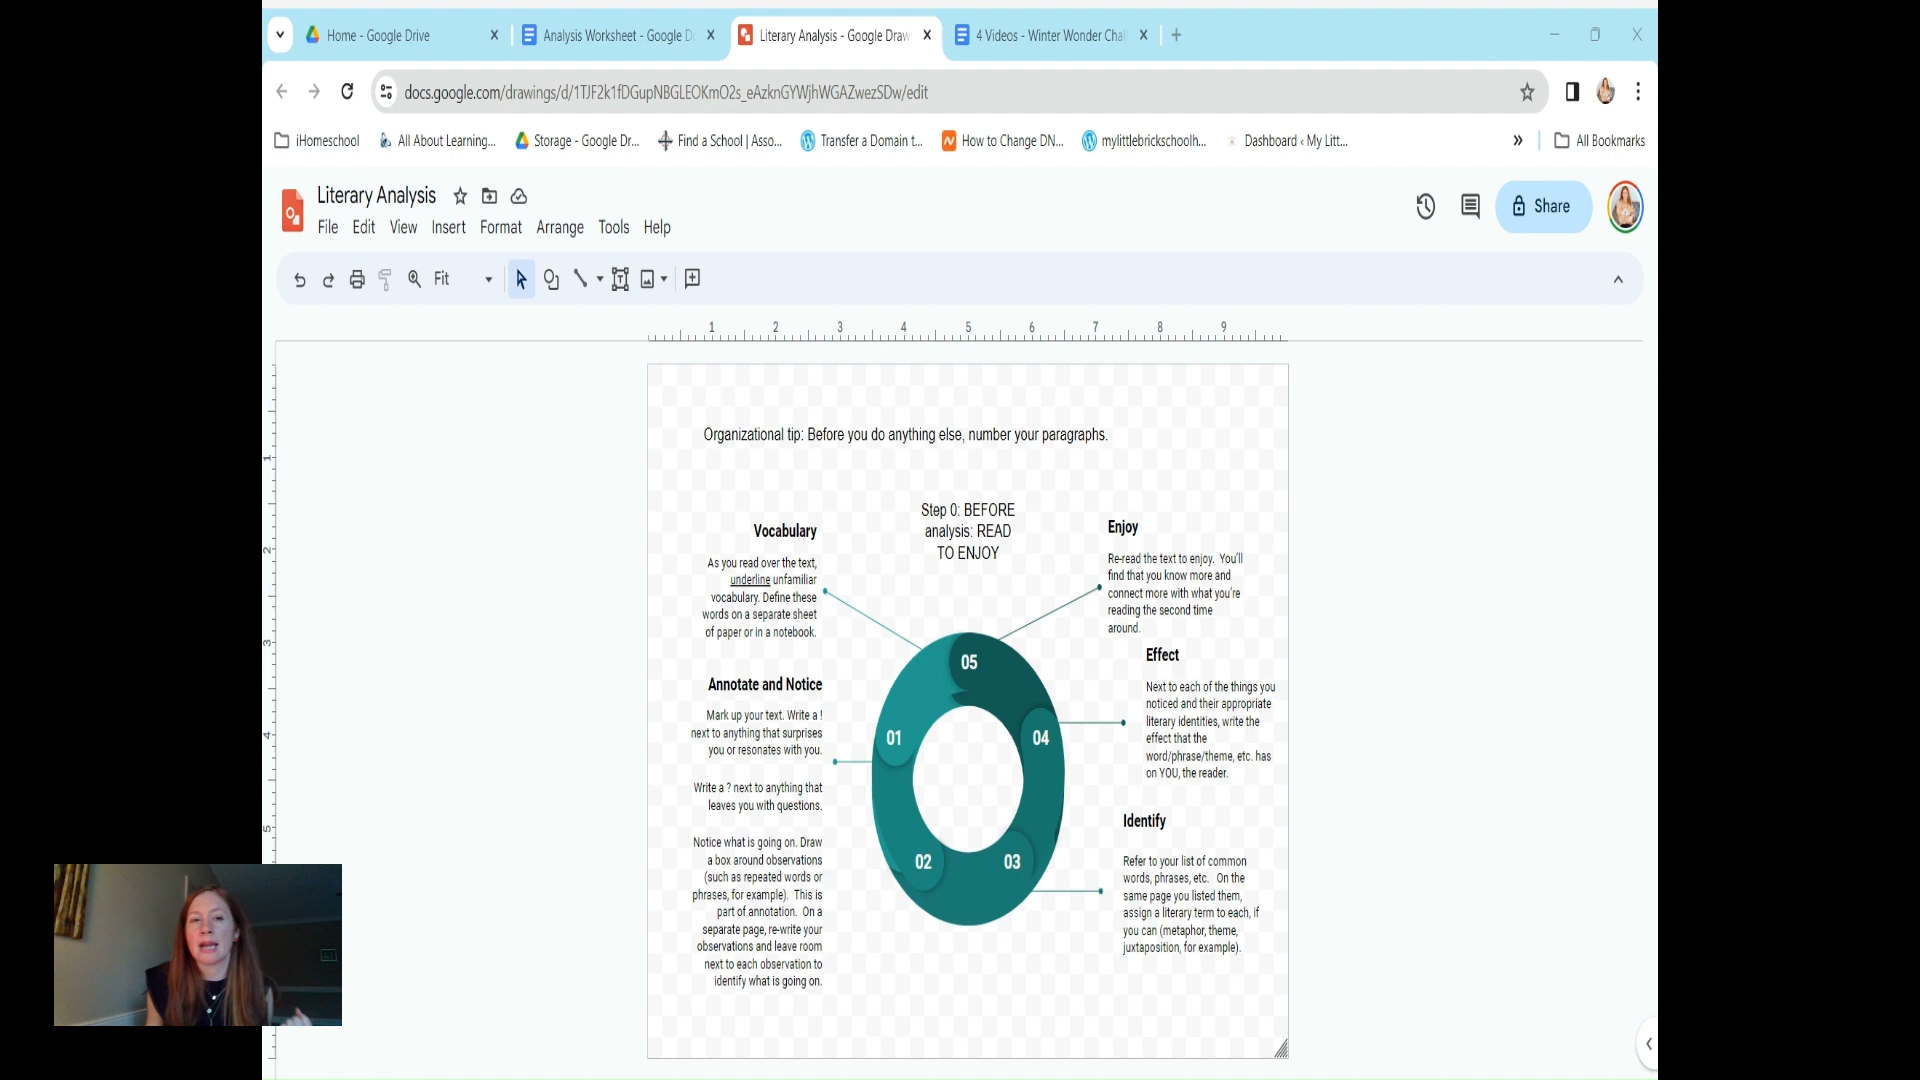 Home - Google Drive
Analysis Worksheet - Google D
Literary Analysis - Google Draw
4 Videos - Winter Wonder Chal
docs.google.com/drawings/d/1TJF2k1fDGupNBGLEOKmO2s_eAzknGYWjhWGAZwezSDw/edit
iHomeschool
All About Learning...
Storage - Google Dr...
Find a School | Asso...
Transfer a Domain t...
How to Change DN...
mylittlebrickschoolh...
Dashboard ‹ My Litt...
»
All Bookmarks
Literary Analysis
File Edit View Insert Format Arrange Tools Help
Share
Fit
1 2 3 4 5 6 7 8 9
1
2
3
4
5
Organizational tip: Before you do anything else, number your paragraphs.
Step 0: BEFORE
analysis: READ
TO ENJOY
Vocabulary
As you read over the text,
underline unfamiliar
vocabulary. Define these
words on a separate sheet
of paper or in a notebook.
Annotate and Notice
Mark up your text. Write a !
next to anything that surprises
you or resonates with you.
Write a ? next to anything that
leaves you with questions.
Notice what is going on. Draw
a box around observations
(such as repeated words or
phrases, for example). This is
part of annotation. On a
separate page, re-write your
observations and leave room
next to each observation to
identify what is going on.
05
01
04
02
03
Enjoy
Re-read the text to enjoy. You'll
find that you know more and
connect more with what you're
reading the second time
around.
Effect
Next to each of the things you
noticed and their appropriate
literary identities, write the
effect that the
word/phrase/theme, etc. has
on YOU, the reader.
Identify
Refer to your list of common
words, phrases, etc. On the
same page you listed them,
assign a literary term to each, if
you can (metaphor, theme,
juxtaposition, for example).